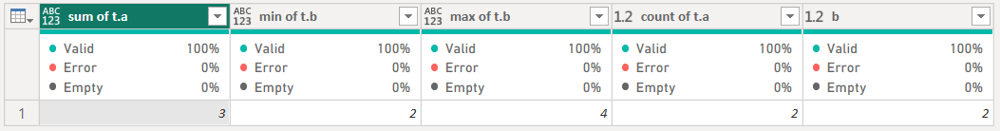 ABC 123 sum of t.a ABC 123 min of t.b ABC 123 max of t.b 1.2 count of t.a 1.2 b
Valid 100% Valid 100% Valid 100% Valid 100% Valid 100%
Error 0% Error 0% Error 0% Error 0% Error 0%
Empty 0% Empty 0% Empty 0% Empty 0% Empty 0%
1 3 2 4 2 2